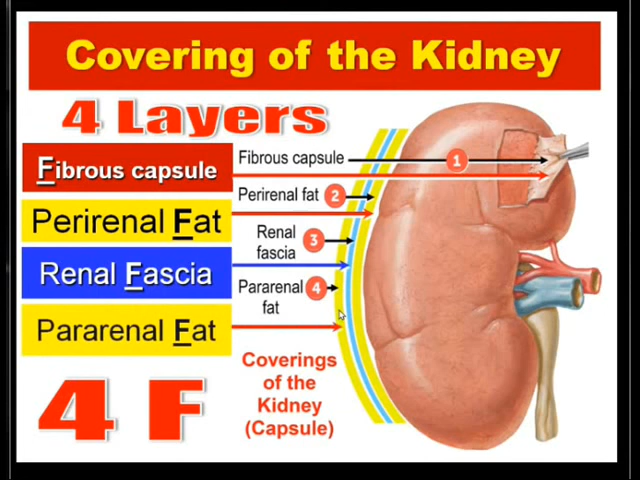 Covering of the Kidney
4 Layers
Fibrous capsule
Perirenal Fat
Renal Fascia
Pararenal Fat
4 F
Fibrous capsule
1
Perirenal fat 2
Renal
fascia
3
Pararenal
fat
4
Coverings
of the
Kidney
(Capsule)